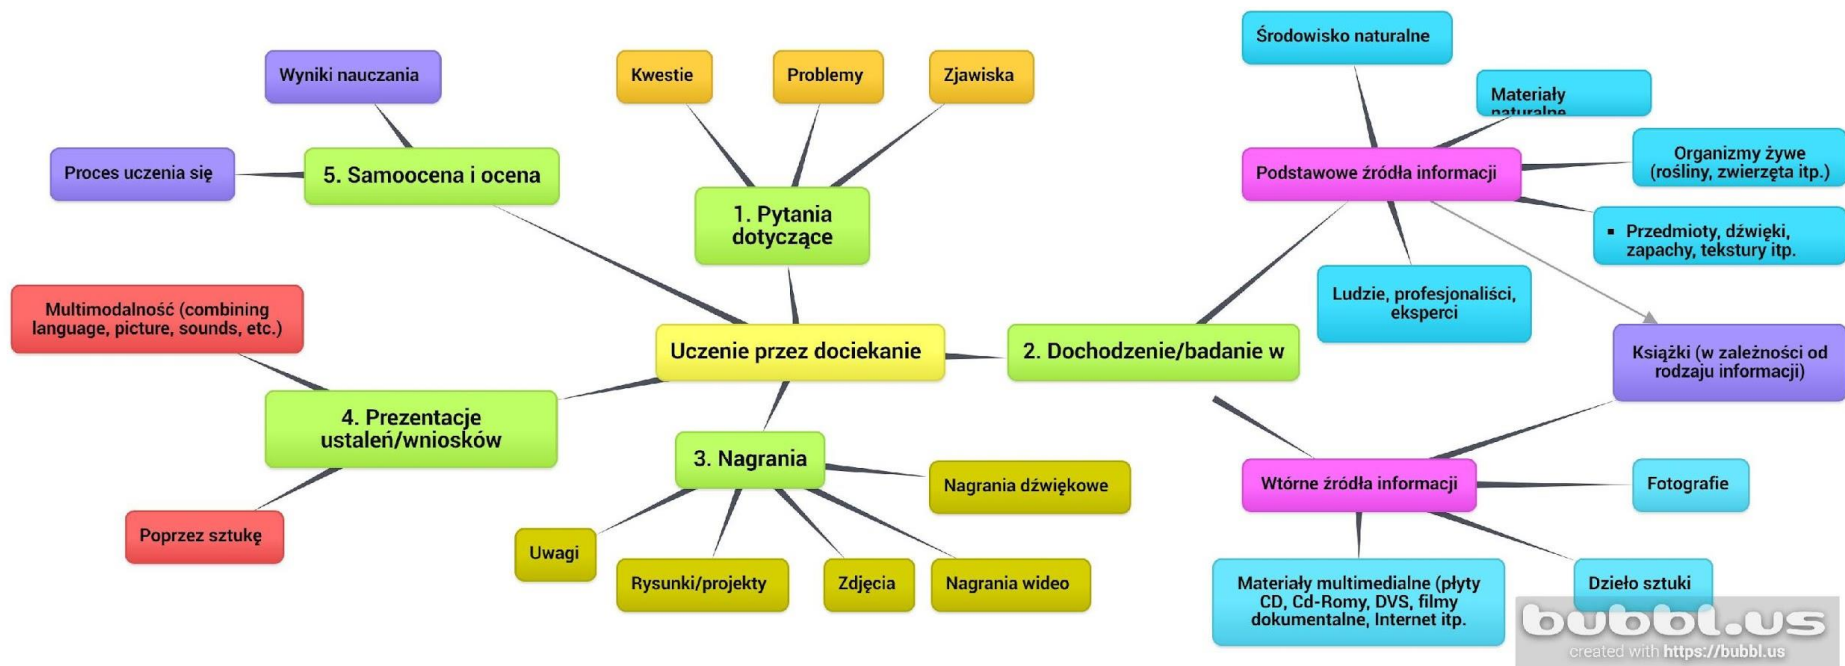 Wyniki nauczania
Proces uczenia się
5. Samoocena i ocena
Kwestie
Problemy
Zjawiska
1. Pytania
dotyczące
Środowisko naturalne
Materiały
naturalne
Podstawowe źródła informacji
Organizmy żywe
(rośliny, zwierzęta itp.)
▪ Przedmioty, dźwięki,
zapachy, tekstury itp.
Ludzie, profesjonaliści,
eksperci
Multimodalność (combining
language, picture, sounds, etc.)
Uczenie przez dociekanie
2. Dochodzenie/badanie w
Książki (w zależności od
rodzaju informacji)
4. Prezentacje
ustaleń/wniosków
Poprzez sztukę
3. Nagrania
Nagrania dźwiękowe
Uwagi
Rysunki/projekty
Zdjęcia
Nagrania wideo
Wtórne źródła informacji
Fotografie
Materiały multimedialne (płyty
CD, Cd-Romy, DVS, filmy
dokumentalne, Internet itp.
Dzieło sztuki
bubbl.us
created with https://bubbl.us